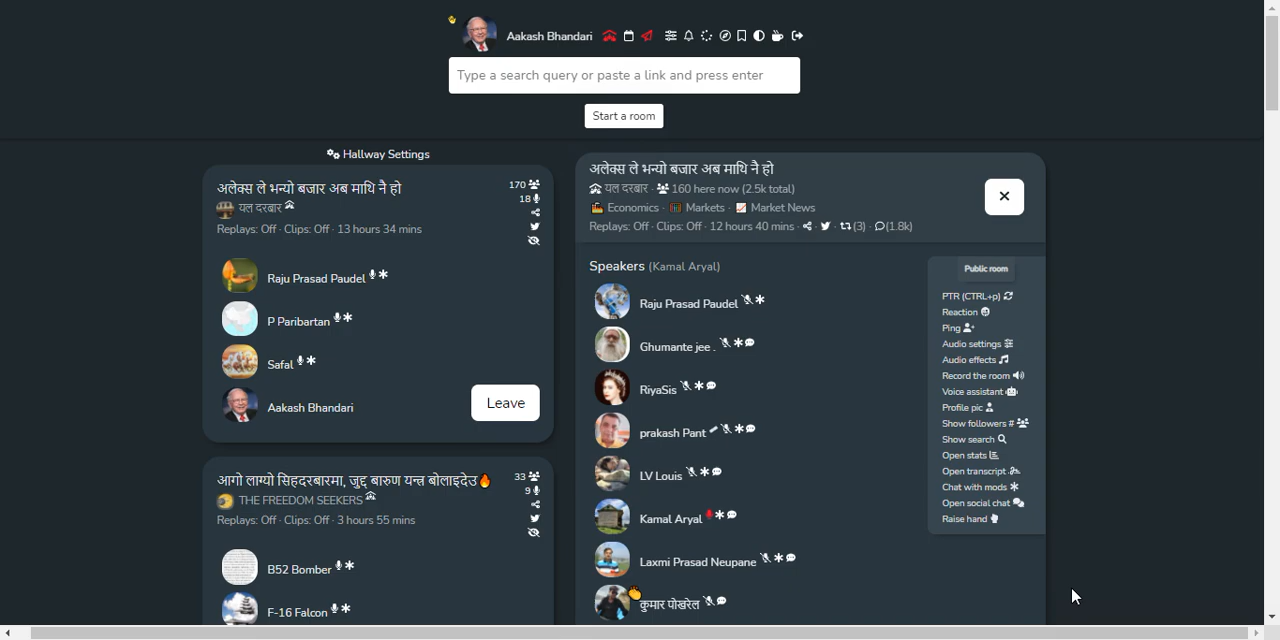 Aakash Bhandari
Type a search query or paste a link and press enter
Start a room
Hallway Settings
अलेक्स ले भन्यो बजार अब माथि नै हो
170
18
यल दरबार
Replays: Off · Clips: Off · 13 hours 34 mins
Raju Prasad Paudel
P Paribartan
Safal
Aakash Bhandari
Leave
आगो लाग्यो सिहदरबारमा, जुद्द बारुण यन्त्र बोलाइदेउ
33
9
THE FREEDOM SEEKERS
Replays: Off · Clips: Off · 3 hours 55 mins
B52 Bomber
F-16 Falcon
अलेक्स ले भन्यो बजार अब माथि नै हो
यल दरबार · 160 here now (2.5k total)
Economics · Markets · Market News
Replays: Off · Clips: Off · 12 hours 40 mins · (3) · (1.8k)
Speakers (Kamal Aryal)
Raju Prasad Paudel
Ghumante jee .
RiyaSis
prakash Pant
LV Louis
Kamal Aryal
Laxmi Prasad Neupane
कुमार पोखरेल
Public room
PTR (CTRL+p)
Reaction
Ping
Audio settings
Audio effects
Record the room
Voice assistant
Profile pic
Show followers #
Show search
Open stats
Open transcript
Chat with mods
Open social chat
Raise hand